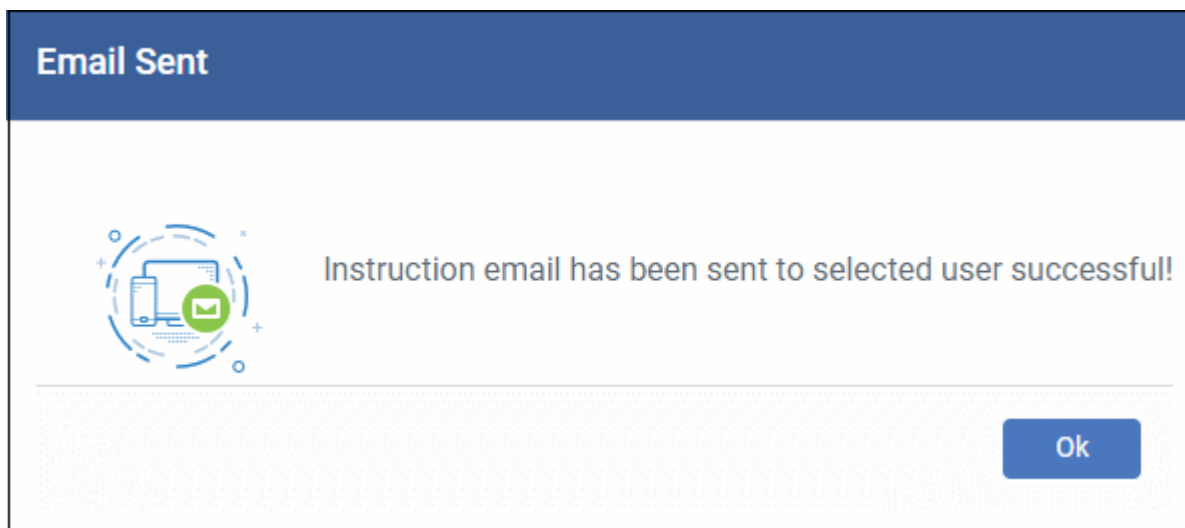 Email Sent
Instruction email has been sent to selected user successful!
Ok